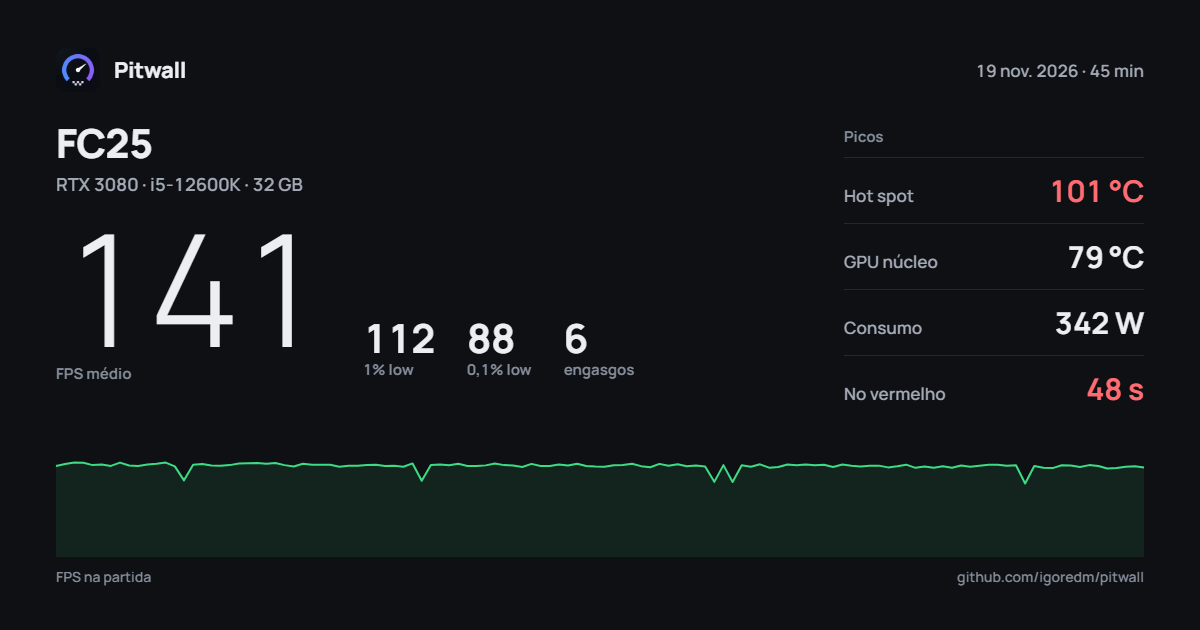 Pitwall
19 nov. 2026 · 45 min
FC25
RTX 3080 · i5-12600K · 32 GB
141
FPS médio
112
1% low
88
0,1% low
6
engasgos
Picos
Hot spot 101 °C
GPU núcleo 79 °C
Consumo 342 W
No vermelho 48 s
FPS na partida
github.com/igoredm/pitwall